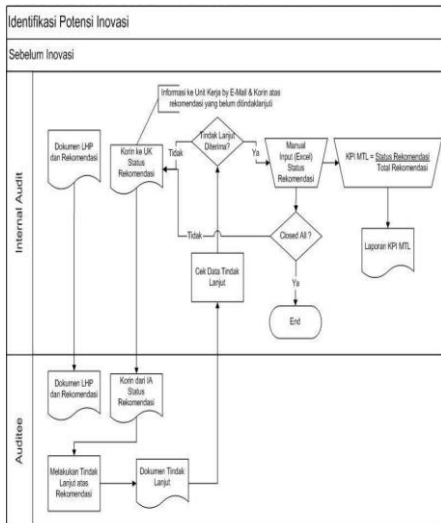 Identifikasi Potensi Inovasi
Sebelum Inovasi
Internal Audit
Informasi ke Unit Kerja by E-Mail & Korin atas
rekomendasi yang belum ditindaklanjuti
Dokumen LHP
dan Rekomendasi
Korin ke UK
Status
Rekomendasi
Tidak
Tindak Lanjut
Diterima?
Ya
Manual
Input (Excel)
Status
Rekomendasi
KPI MTL = Status Rekomendasi
Total Rekomendasi
Tidak
Closed All ?
Laporan KPI MTL
Cek Data Tindak
Lanjut
Ya
End
Auditee
Dokumen LHP
dan Rekomendasi
Korin dari IA
Status
Rekomendasi
Melakukan Tindak
Lanjut atas
Rekomendasi
Dokumen Tindak
Lanjut